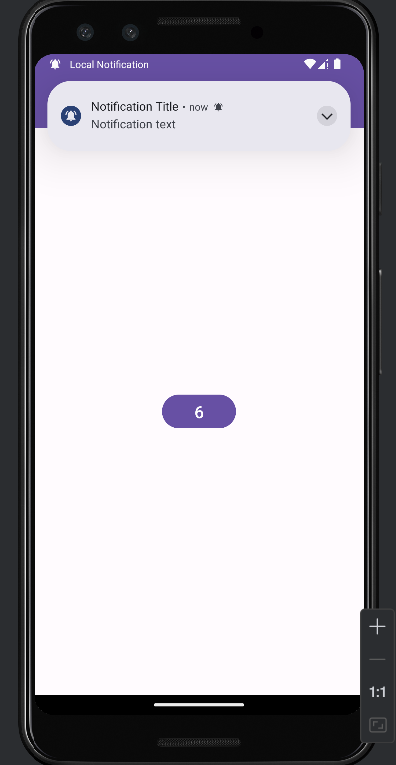 Local Notification
Notification Title • now
Notification text
6
1:1